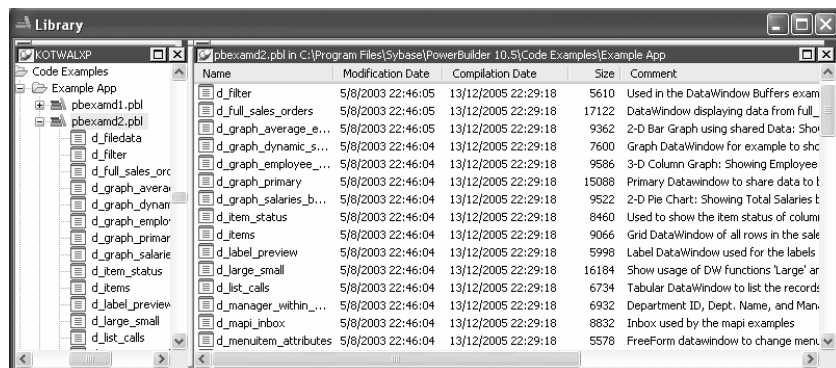 Library
KOTWALXP
Code Examples
Example App
pbexamd1.pbl
pbexamd2.pbl
d_filedata
d_filter
d_full_sales_orc
d_graph_avera
d_graph_dynam
d_graph_emplo
d_graph_primar
d_graph_salarie
d_item_status
d_items
d_label_preview
d_large_small
d_list_calls
pbexamd2.pbl in C:\Program Files\Sybase\PowerBuilder 10.5\Code Examples\Example App
Name Modification Date Compilation Date Size Comment
d_filter 5/8/2003 22:46:05 13/12/2005 22:29:18 5610 Used in the DataWindow Buffers exam
d_full_sales_orders 5/8/2003 22:46:05 13/12/2005 22:29:18 17122 DataWindow displaying data from full_
d_graph_average_e... 5/8/2003 22:46:05 13/12/2005 22:29:18 9362 2-D Bar Graph using shared Data: Sho
d_graph_dynamic_s... 5/8/2003 22:46:04 13/12/2005 22:29:18 7600 Graph DataWindow for example to sho
d_graph_employee_... 5/8/2003 22:46:04 13/12/2005 22:29:18 9586 3-D Column Graph: Showing Employee
d_graph_primary 5/8/2003 22:46:04 13/12/2005 22:29:18 15088 Primary Datawindow to share data to b
d_graph_salaries_b... 5/8/2003 22:46:04 13/12/2005 22:29:18 9522 2-D Pie Chart: Showing Total Salaries b
d_item_status 5/8/2003 22:46:04 13/12/2005 22:29:18 8460 Used to show the item status of column
d_items 5/8/2003 22:46:04 13/12/2005 22:29:18 9066 Grid DataWindow of all rows in the sale
d_label_preview 5/8/2003 22:46:04 13/12/2005 22:29:18 5998 Label DataWindow used for the labels
d_large_small 5/8/2003 22:46:04 13/12/2005 22:29:18 16184 Show usage of DW functions 'Large' an
d_list_calls 5/8/2003 22:46:04 13/12/2005 22:29:18 6734 Tabular DataWindow to list the records
d_manager_within_... 5/8/2003 22:46:04 13/12/2005 22:29:18 6932 Department ID, Dept. Name, and Man
d_mapi_inbox 5/8/2003 22:46:04 13/12/2005 22:29:18 8832 Inbox used by the mapi examples
d_menuitem_attributes 5/8/2003 22:46:04 13/12/2005 22:29:18 5578 FreeForm datawindow to change menu